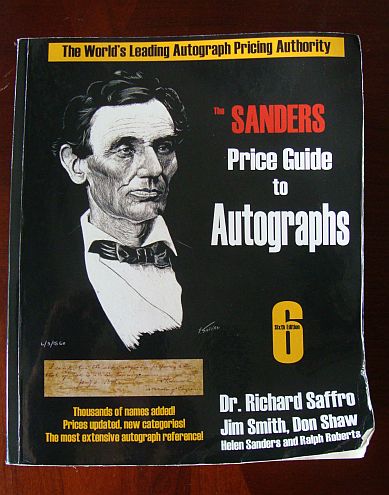 The World's Leading Autograph Pricing Authority
The SANDERS
Price Guide
to
Autographs
Sixth Edition
6
Dr. Richard Saffro
Jim Smith, Don Shaw
Helen Sanders and Ralph Roberts
Thousands of names added!
Prices updated, new categories!
The most extensive autograph reference!